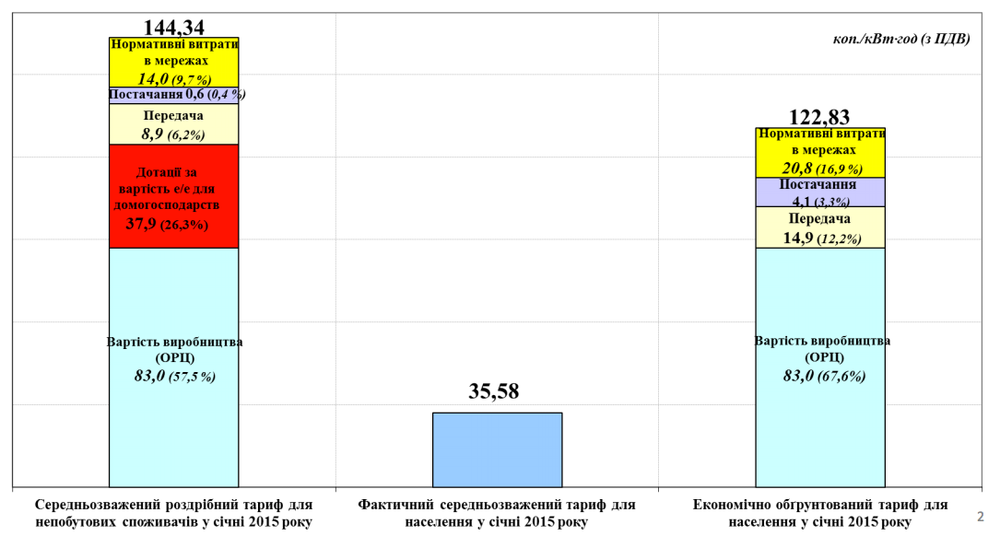 144,34
Нормативні витрати
в мережах
14,0 (9,7 %)
Постачання 0,6 (0,4 %)
Передача
8,9 (6,2%)
Дотації за
вартість е/е для
домогосподарств
37,9 (26,3%)
Вартість виробництва
(ОРЦ)
83,0 (57,5 %)
Середньозважений роздрібний тариф для
непобутових споживачів у січні 2015 року
35,58
Фактичний середньозважений тариф для
населення у січні 2015 року
коп./кВт·год (з ПДВ)
122,83
Нормативні витрати
в мережах
20,8 (16,9 %)
Постачання
4,1 (3,3%)
Передача
14,9 (12,2%)
Вартість виробництва
(ОРЦ)
83,0 (67,6%)
Економічно обґрунтований тариф для
населення у січні 2015 року
2